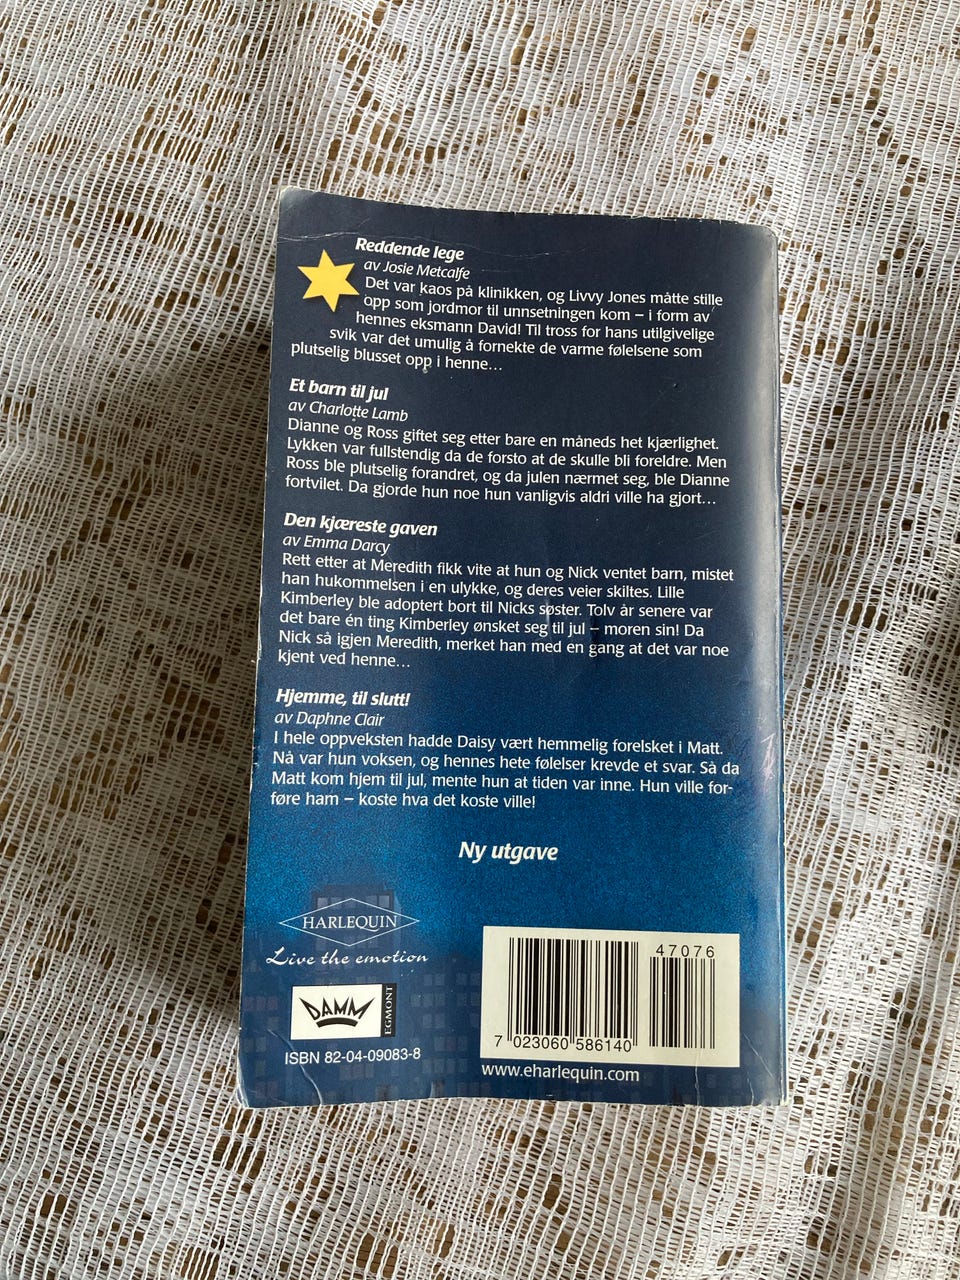 Reddende lege
av Josie Metcalfe
Det var kaos på klinikken, og Livvy Jones måtte stille
opp som jordmor til unnsetningen kom – i form av
hennes eksmann David! Til tross for hans utilgivelige
svik var det umulig å fornekte de varme følelsene som
plutselig blusset opp i henne…
Et barn til jul
av Charlotte Lamb
Dianne og Ross giftet seg etter bare en måneds het kjærlighet.
Lykken var fullstendig da de forsto at de skulle bli foreldre. Men
Ross ble plutselig forandret, og da julen nærmet seg, ble Dianne
fortvilet. Da gjorde hun noe hun vanligvis aldri ville ha gjort…
Den kjæreste gaven
av Emma Darcy
Rett etter at Meredith fikk vite at hun og Nick ventet barn, mistet
han hukommelsen i en ulykke, og deres veier skiltes. Lille
Kimberley ble adoptert bort til Nicks søster. Tolv år senere var
det bare én ting Kimberley ønsket seg til jul – moren sin! Da
Nick så igjen Meredith, merket han med en gang at det var noe
kjent ved henne…
Hjemme, til slutt!
av Daphne Clair
I hele oppveksten hadde Daisy vært hemmelig forelsket i Matt.
Nå var hun voksen, og hennes hete følelser krevde et svar. Så da
Matt kom hjem til jul, mente hun at tiden var inne. Hun ville for-
føre ham – koste hva det koste ville!
Ny utgave
HARLEQUIN
Live the emotion
DAMM
EGMONT
ISBN 82-04-09083-8
47076
7 023060 586140
www.eharlequin.com